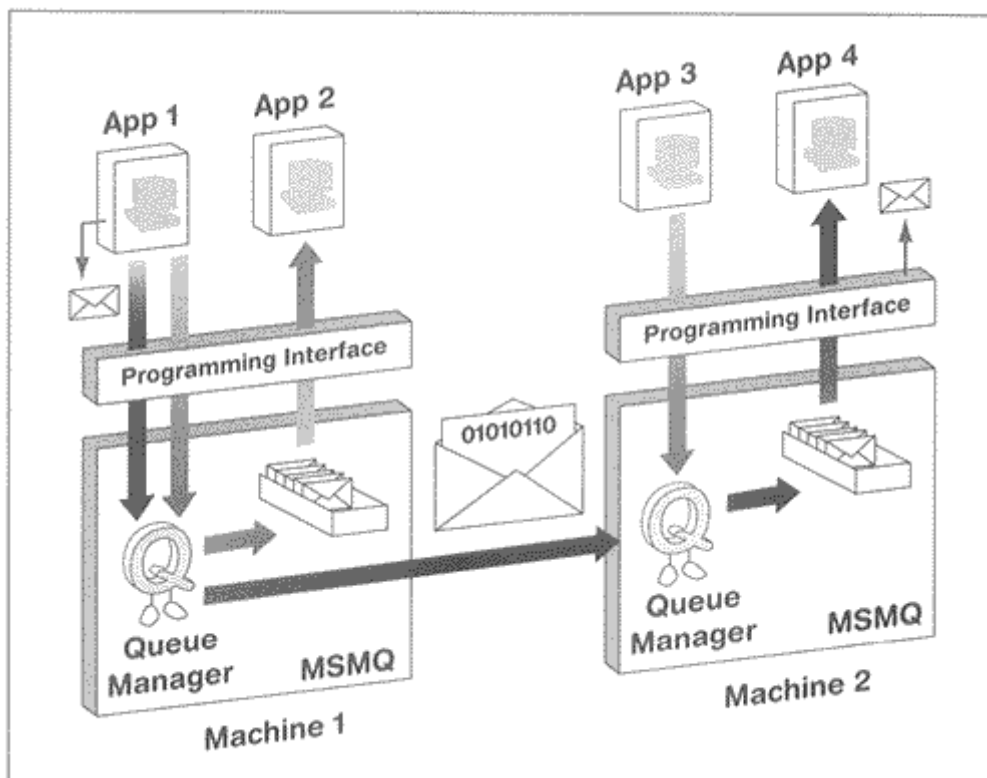 App 1
App 2
App 3
App 4
Programming Interface
Programming Interface
01010110
Queue
Manager
MSMQ
Machine 1
Queue
Manager
MSMQ
Machine 2